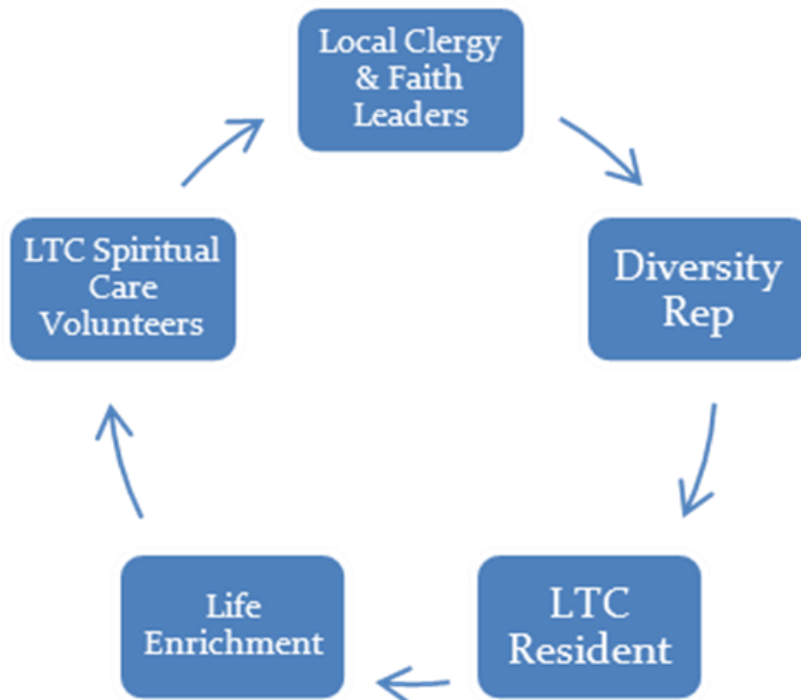 Local Clergy
& Faith
Leaders
Diversity
Rep
LTC
Resident
Life
Enrichment
LTC Spiritual
Care
Volunteers